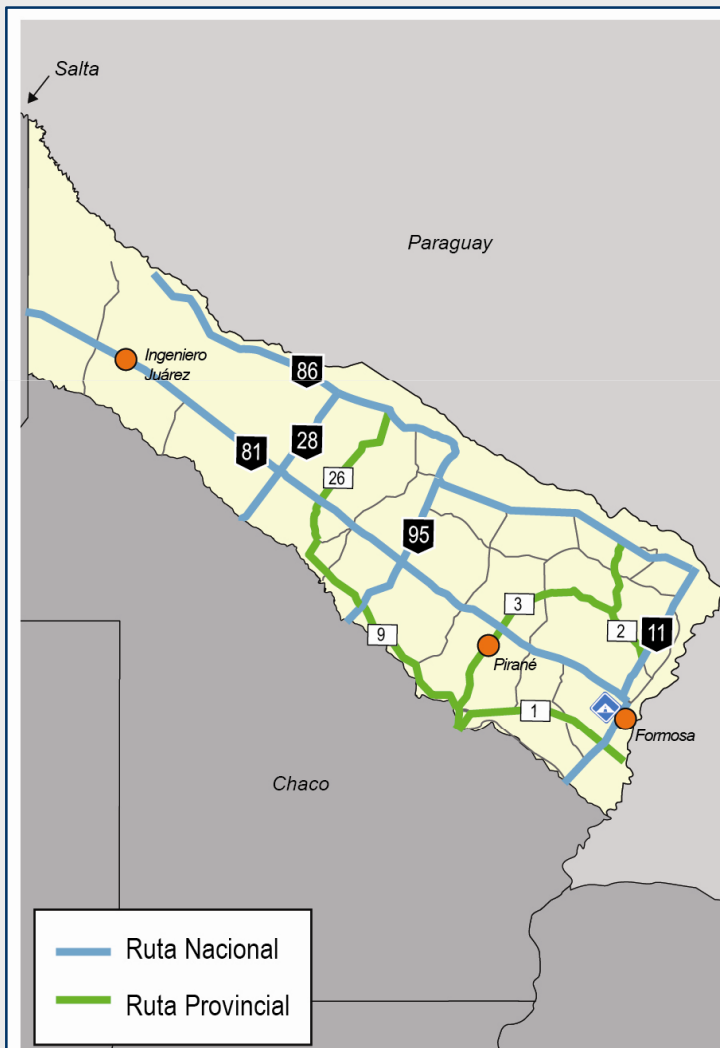 Salta
Paraguay
Ingeniero
Juárez
86
28
81
26
95
3
9
2
11
Pirané
1
Formosa
Chaco
Ruta Nacional
Ruta Provincial